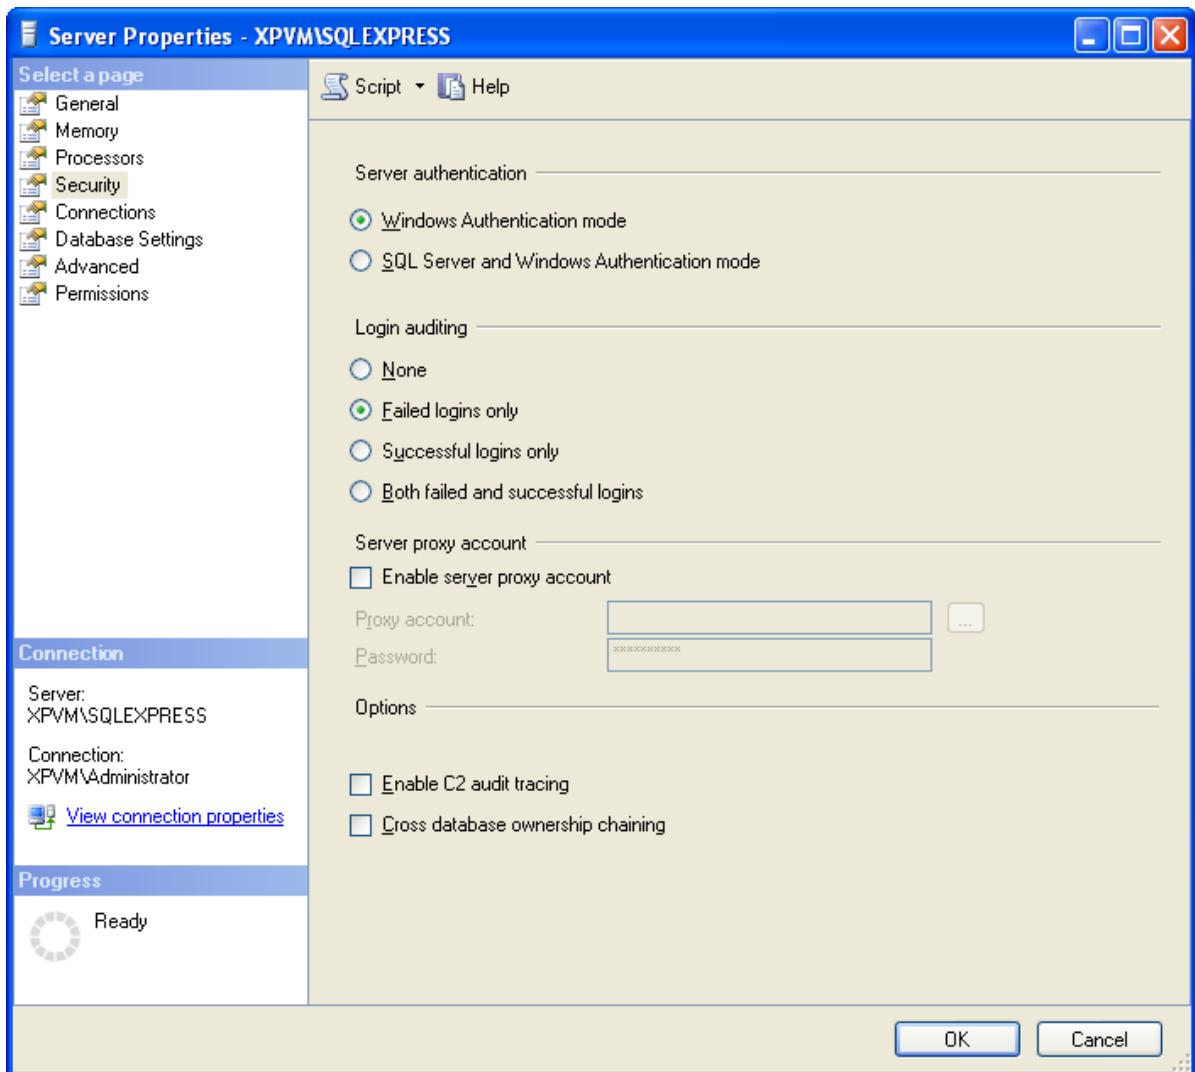 Server Properties - XPVM\SQLEXPRESS
Select a page
General
Memory
Processors
Security
Connections
Database Settings
Advanced
Permissions
Script
Help
Server authentication
Windows Authentication mode
SQL Server and Windows Authentication mode
Login auditing
None
Failed logins only
Successful logins only
Both failed and successful logins
Server proxy account
Enable server proxy account
Proxy account:
...
Password:
**********
Options
Enable C2 audit tracing
Cross database ownership chaining
Connection
Server:
XPVM\SQLEXPRESS
Connection:
XPVM\Administrator
View connection properties
Progress
Ready
OK
Cancel